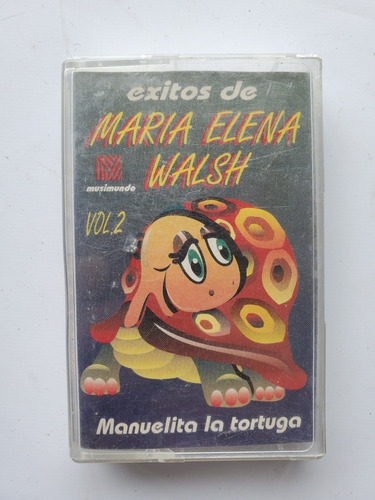 exitos de
MARIA ELENA
WALSH
musimundo
VOL.2
Manuelita la tortuga